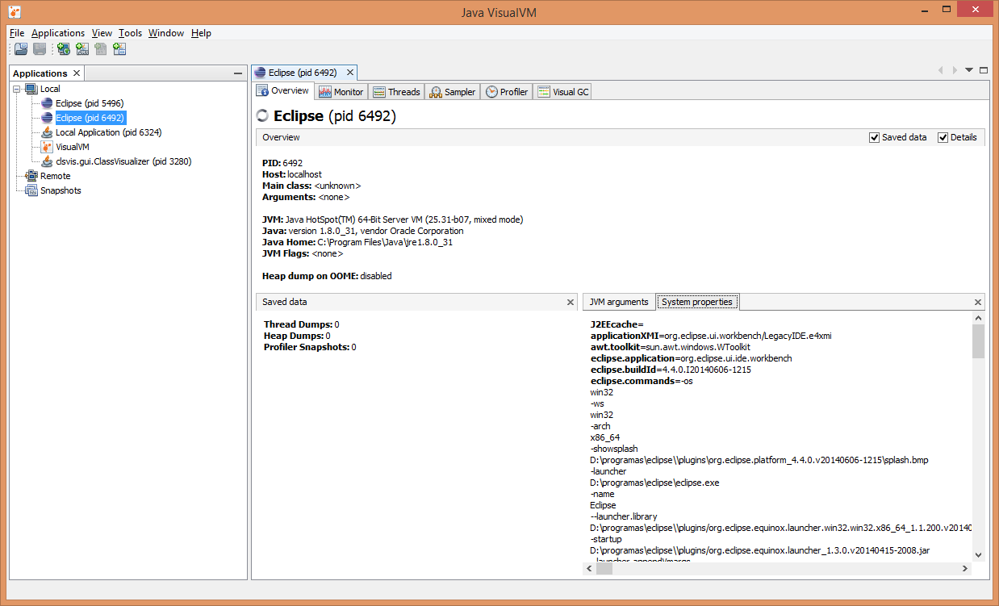 Java VisualVM
File Applications View Tools Window Help
Applications
Local
Eclipse (pid 5496)
Eclipse (pid 6492)
Local Application (pid 6324)
VisualVM
clsvis.gui.ClassVisualizer (pid 3280)
Remote
Snapshots
Eclipse (pid 6492)
Overview Monitor Threads Sampler Profiler Visual GC
Eclipse (pid 6492)
Overview Saved data Details
PID: 6492
Host: localhost
Main class: <unknown>
Arguments: <none>
JVM: Java HotSpot(TM) 64-Bit Server VM (25.31-b07, mixed mode)
Java: version 1.8.0_31, vendor Oracle Corporation
Java Home: C:\Program Files\Java\jre1.8.0_31
JVM Flags: <none>
Heap dump on OOME: disabled
Saved data
Thread Dumps: 0
Heap Dumps: 0
Profiler Snapshots: 0
JVM arguments System properties
J2EEcache=
applicationXMI=org.eclipse.ui.workbench/LegacyIDE.e4xmi
awt.toolkit=sun.awt.windows.WToolkit
eclipse.application=org.eclipse.ui.ide.workbench
eclipse.buildId=4.4.0.I20140606-1215
eclipse.commands=-os
win32
-ws
win32
-arch
x86_64
-showsplash
D:\programas\eclipse\\plugins\org.eclipse.platform_4.4.0.v20140606-1215\splash.bmp
-launcher
D:\programas\eclipse\eclipse.exe
-name
Eclipse
--launcher.library
D:\programas\eclipse\\plugins/org.eclipse.equinox.launcher.win32.win32.x86_64_1.1.200.v20140
-startup
D:\programas\eclipse\\plugins/org.eclipse.equinox.launcher_1.3.0.v20140415-2008.jar
--launcher.appendVmargs